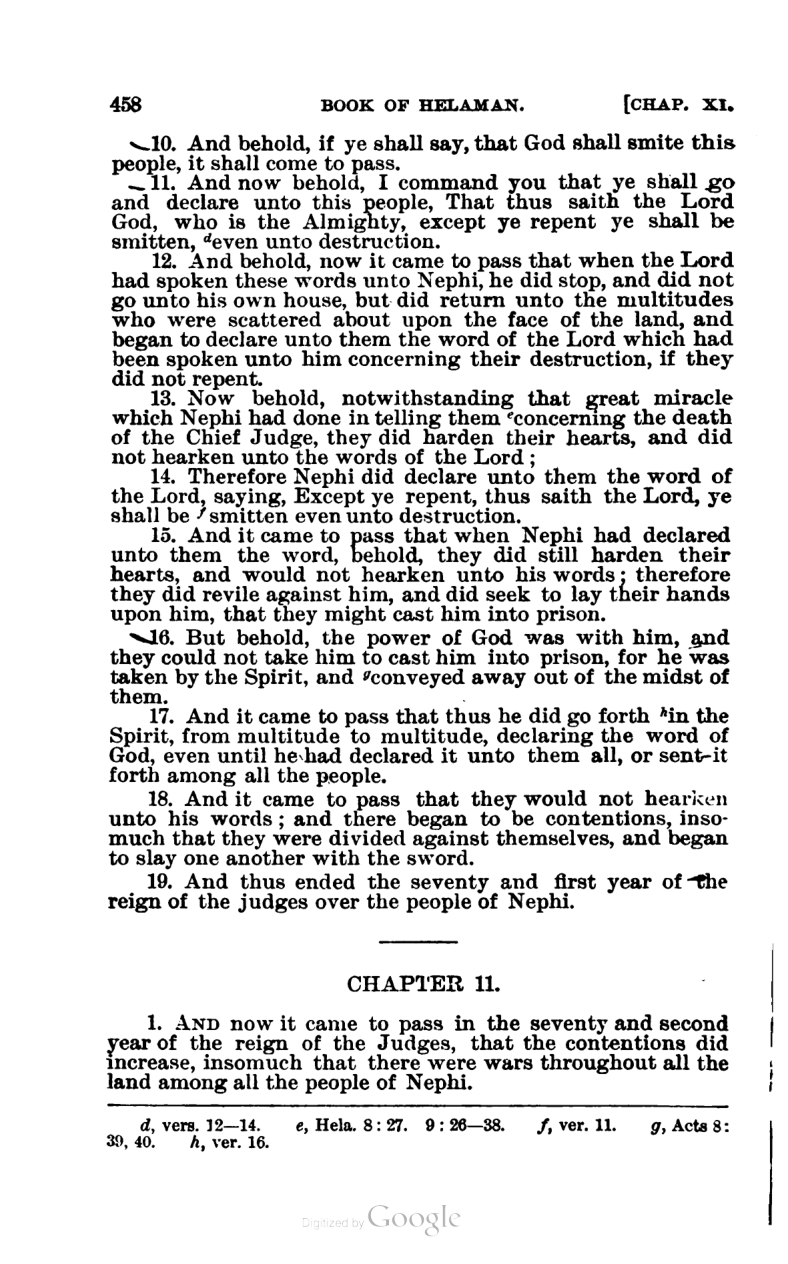 458 BOOK OF HELAMAN. [CHAP. XI.
10. And behold, if ye shall say, that God shall smite this
people, it shall come to pass.
11. And now behold, I command you that ye shall go
and declare unto this people, That thus saith the Lord
God, who is the Almighty, except ye repent ye shall be
smitten, ᵈeven unto destruction.
12. And behold, now it came to pass that when the Lord
had spoken these words unto Nephi, he did stop, and did not
go unto his own house, but did return unto the multitudes
who were scattered about upon the face of the land, and
began to declare unto them the word of the Lord which had
been spoken unto him concerning their destruction, if they
did not repent.
13. Now behold, notwithstanding that great miracle
which Nephi had done in telling them ᵉconcerning the death
of the Chief Judge, they did harden their hearts, and did
not hearken unto the words of the Lord;
14. Therefore Nephi did declare unto them the word of
the Lord, saying, Except ye repent, thus saith the Lord, ye
shall be ᶠsmitten even unto destruction.
15. And it came to pass that when Nephi had declared
unto them the word, behold, they did still harden their
hearts, and would not hearken unto his words; therefore
they did revile against him, and did seek to lay their hands
upon him, that they might cast him into prison.
16. But behold, the power of God was with him, and
they could not take him to cast him into prison, for he was
taken by the Spirit, and ᵍconveyed away out of the midst of
them.
17. And it came to pass that thus he did go forth ʰin the
Spirit, from multitude to multitude, declaring the word of
God, even until he had declared it unto them all, or sent it
forth among all the people.
18. And it came to pass that they would not hearken
unto his words; and there began to be contentions, inso-
much that they were divided against themselves, and began
to slay one another with the sword.
19. And thus ended the seventy and first year of the
reign of the judges over the people of Nephi.
CHAPTER 11.
1. AND now it came to pass in the seventy and second
year of the reign of the Judges, that the contentions did
increase, insomuch that there were wars throughout all the
land among all the people of Nephi.
d, vers. 12—14. e, Hela. 8: 27. 9: 26—38. f, ver. 11. g, Acts 8:
39, 40. h, ver. 16.
Digitized by Google